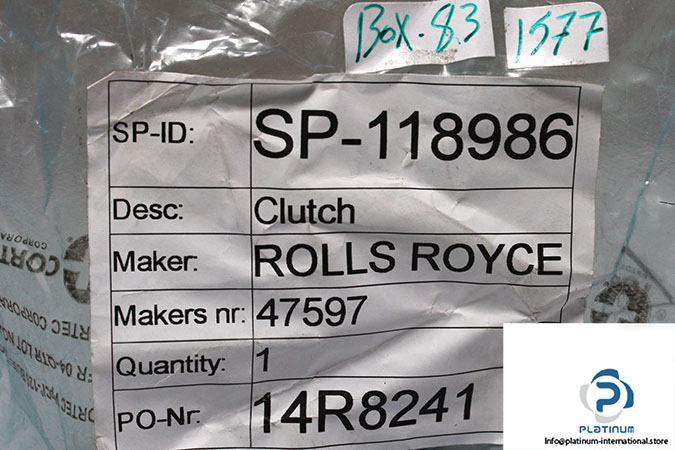 Box-83 1577
SP-ID: SP-118986
Desc: Clutch
Maker: ROLLS ROYCE
Makers nr: 47597
Quantity: 1
PO-Nr: 14R8241
PLATINUM
Info@platinum-international.store